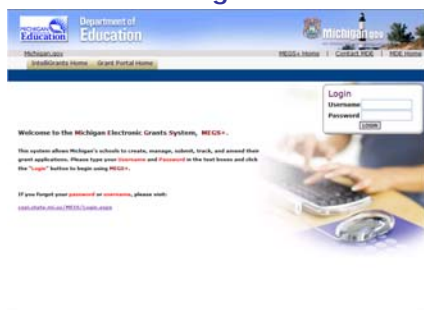 MICHIGAN
Education
Department of
Education
Michigan.gov
Michigan.gov
MEGS+ Home | Contact MDE | MDE Home
IntelliGrants Home Grant Portal Home
Login
Username
Password
LOGIN
Welcome to the Michigan Electronic Grants System, MEGS+.
This system allows Michigan's schools to create, manage, submit, track, and amend their
grant applications. Please type your Username and Password in the text boxes and click
the "Login" button to begin using MEGS+.
If you forgot your password or username, please visit: